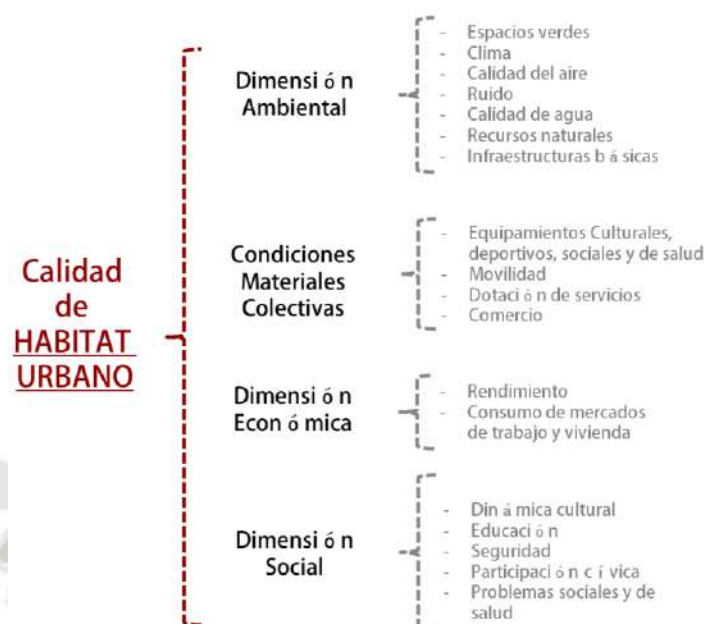 Calidad
de
HABITAT
URBANO
Dimensi ó n
Ambiental
- Espacios verdes
- Clima
- Calidad del aire
- Ruido
- Calidad de agua
- Recursos naturales
- Infraestructuras b á sicas
Condiciones
Materiales
Colectivas
- Equipamientos Culturales,
deportivos, sociales y de salud
- Movilidad
- Dotaci ó n de servicios
- Comercio
Dimensi ó n
Econ ó mica
- Rendimiento
- Consumo de mercados
de trabajo y vivienda
Dimensi ó n
Social
- Din á mica cultural
- Educaci ó n
- Seguridad
- Participaci ó n c í vica
- Problemas sociales y de
salud